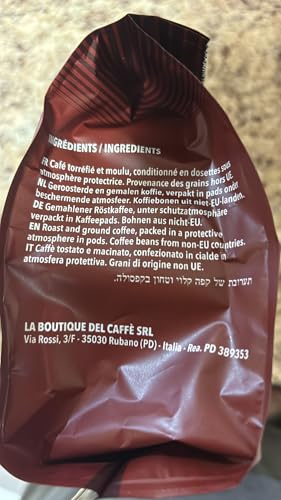 INGRÉDIENTS / INGREDIENTS
FR Café torréfié et moulu, conditionné en dosettes sous
atmosphère protectrice. Provenance des grains hors UE.
NL Geroosterde en gemalen koffie, verpakt in pads onder
beschermende atmosfeer. Koffiebonen uit niet-EU-landen.
DE Gemahlener Röstkaffee, unter schutzatmosphäre
verpackt in Kaffeepads. Bohnen aus nicht-EU.
EN Roast and ground coffee, packed in a protective
atmosphere in pods. Coffee beans from non-EU countries.
IT Caffè tostato e macinato, confezionato in cialde in
atmosfera protettiva. Grani di origine non UE.
תערובת של קפה קלוי וטחון בקפסולה.
LA BOUTIQUE DEL CAFFÈ SRL
Via Rossi, 3/F - 35030 Rubano (PD) - Italia - Rea. PD 389353